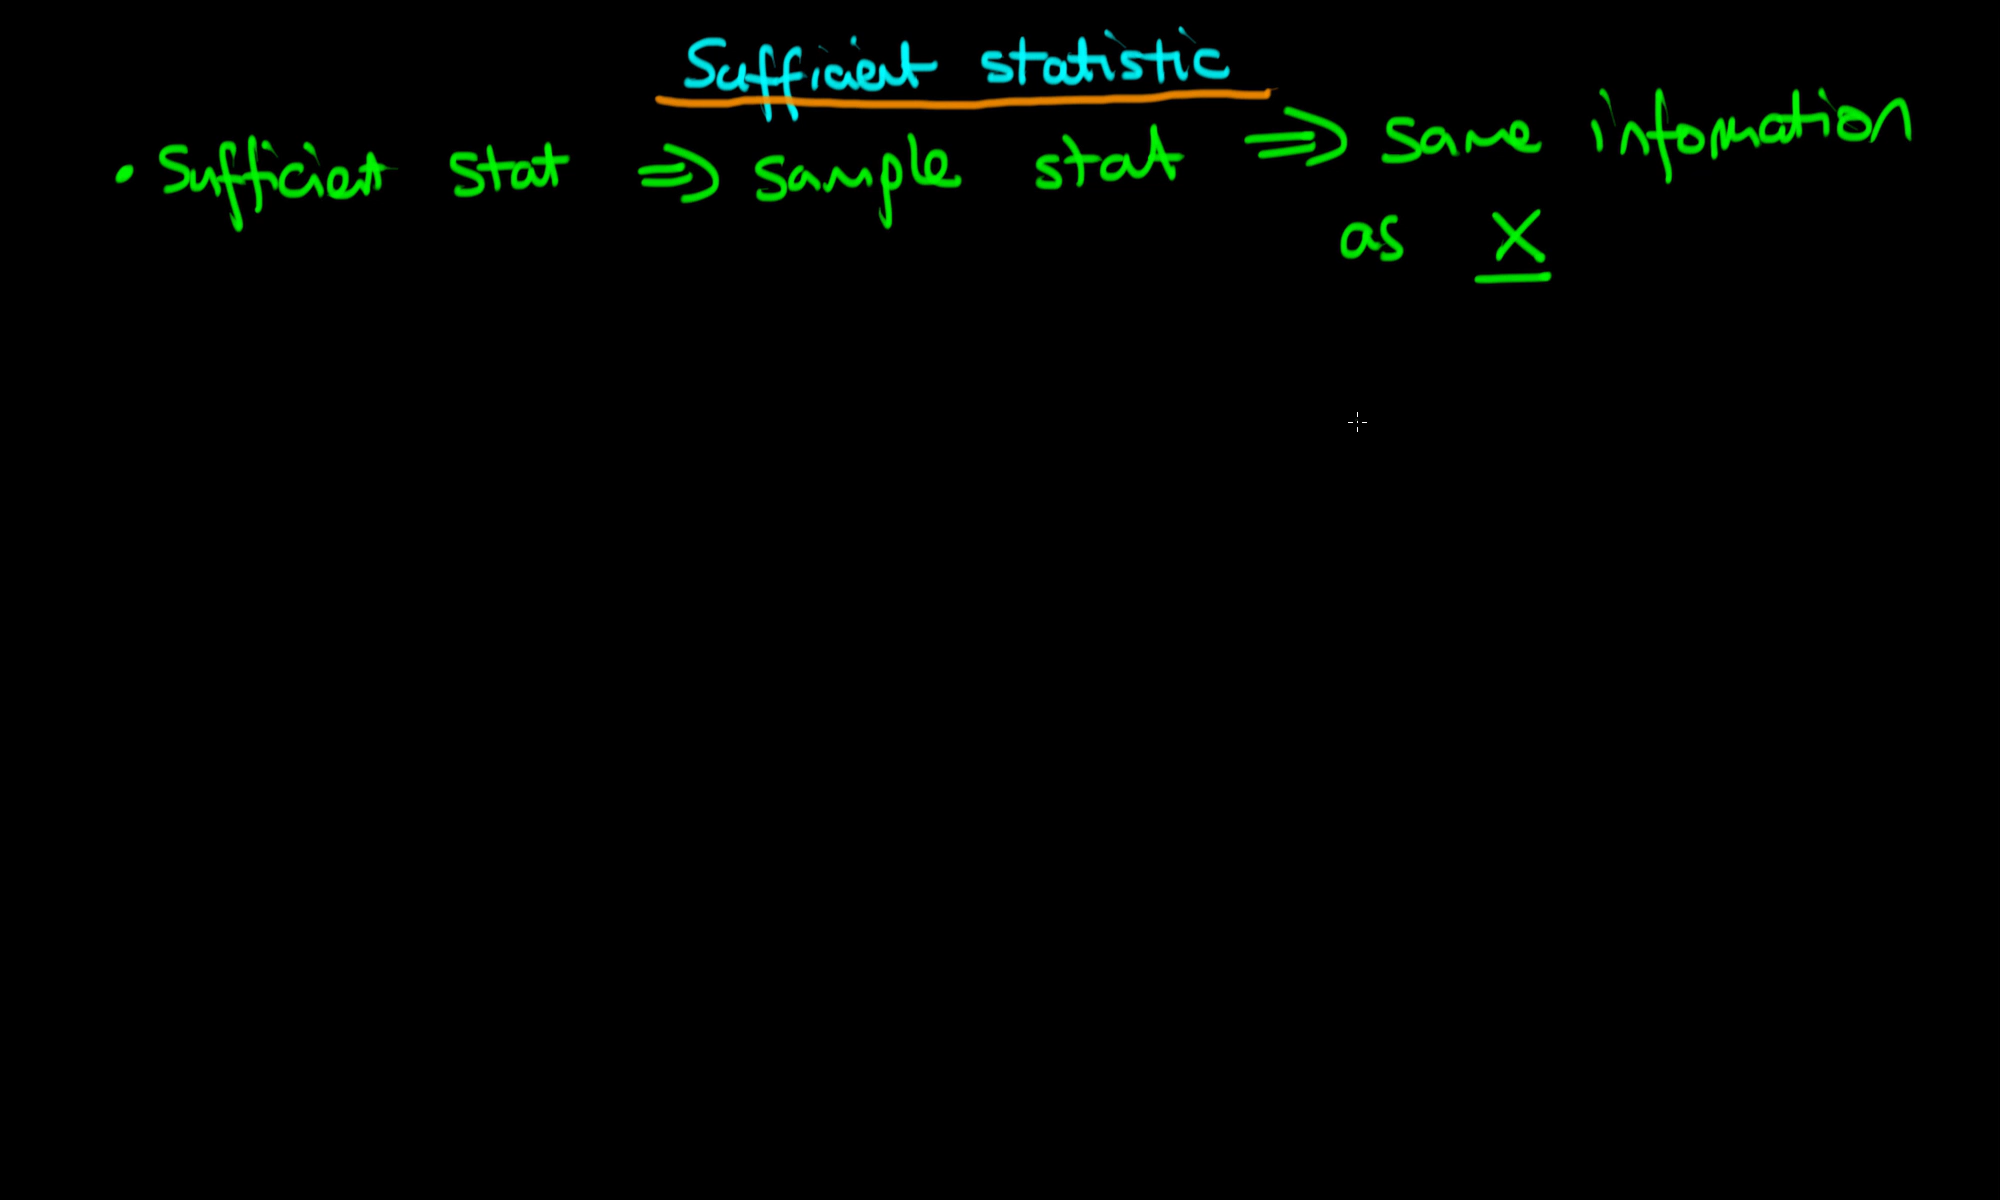 Sufficient statistic
• Sufficient stat ⇒ sample stat ⇒ same information
as X